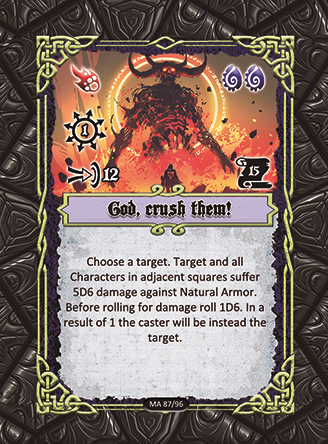 1
12
15
God, crush them!
Choose a target. Target and all
Characters in adjacent squares suffer
5D6 damage against Natural Armor.
Before rolling for damage roll 1D6. In a
result of 1 the caster will be instead the
target.
MA 87/96